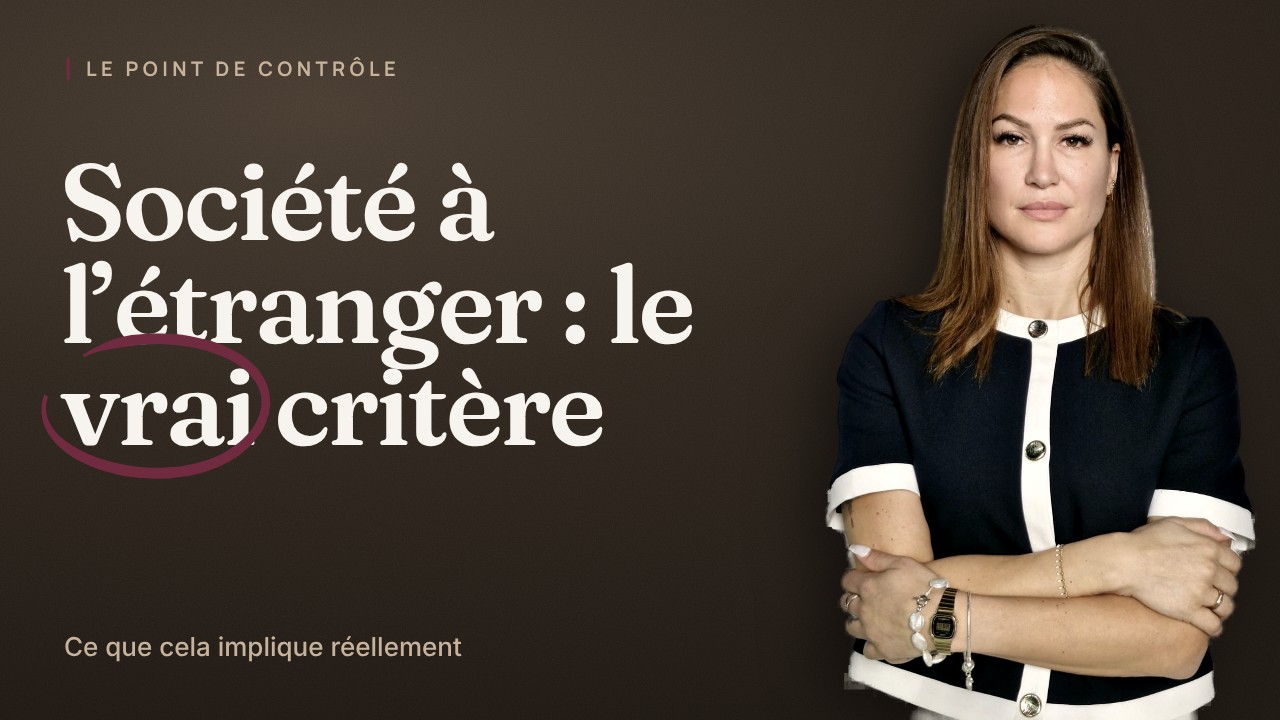 LE POINT DE CONTRÔLE
Société à
l’étranger : le
vrai critère
Ce que cela implique réellement